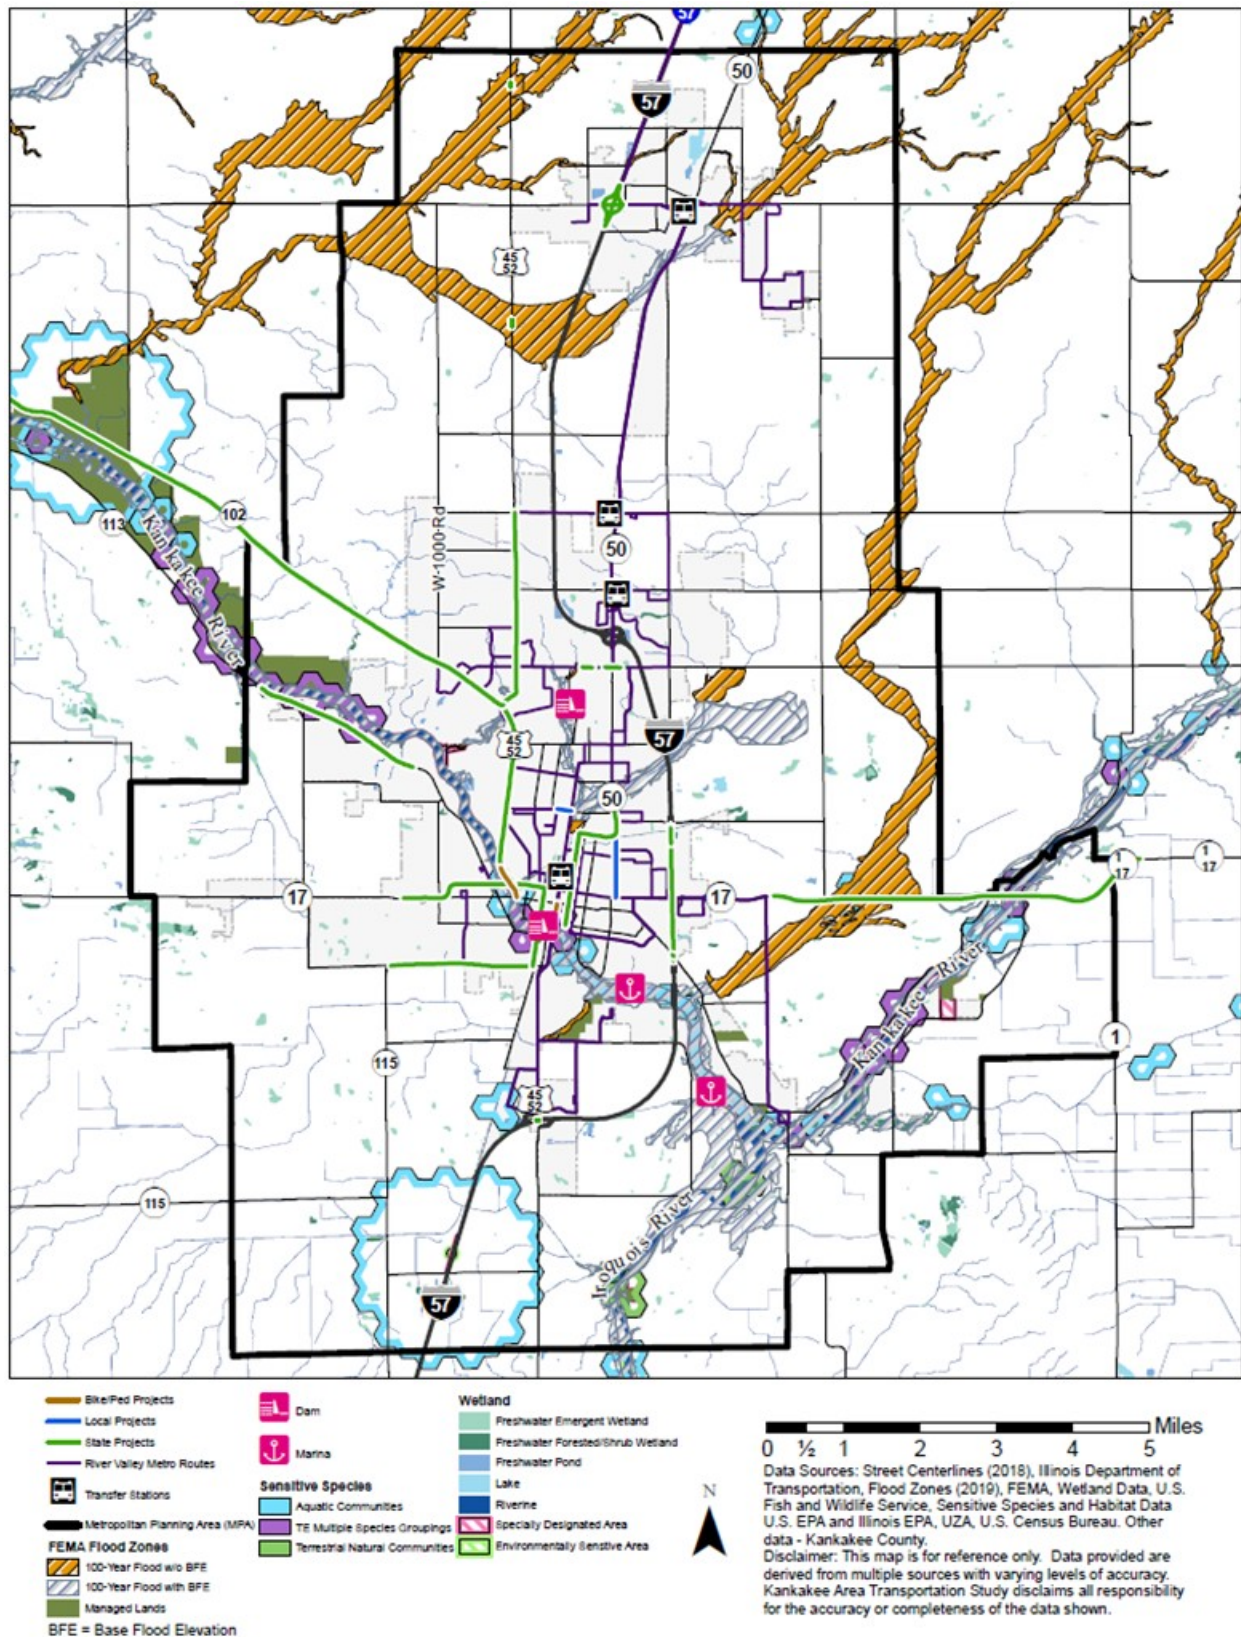 57
50
57
45
52
113
102
Kankakee River
W-1000-Rd
50
45
52
57
50
17
17
1
17
1
17
Kankakee River
115
1
45
52
115
Iroquois River
57
Bike/Ped Projects
Local Projects
State Projects
River Valley Metro Routes
Transfer Stations
Metropolitan Planning Area (MPA)
FEMA Flood Zones
100-Year Flood w/o BFE
100-Year Flood with BFE
Managed Lands
BFE = Base Flood Elevation
Dam
Marina
Sensitive Species
Aquatic Communities
TE Multiple Species Groupings
Terrestrial Natural Communities
Wetland
Freshwater Emergent Wetland
Freshwater Forested/Shrub Wetland
Freshwater Pond
Lake
Riverine
Specially Designated Area
Environmentally Senstive Area
N
Miles
0 ½ 1 2 3 4 5
Data Sources: Street Centerlines (2018), Illinois Department of
Transportation, Flood Zones (2019), FEMA, Wetland Data, U.S.
Fish and Wildlife Service, Sensitive Species and Habitat Data
U.S. EPA and Illinois EPA, UZA, U.S. Census Bureau. Other
data - Kankakee County.
Disclaimer: This map is for reference only. Data provided are
derived from multiple sources with varying levels of accuracy.
Kankakee Area Transportation Study disclaims all responsibility
for the accuracy or completeness of the data shown.